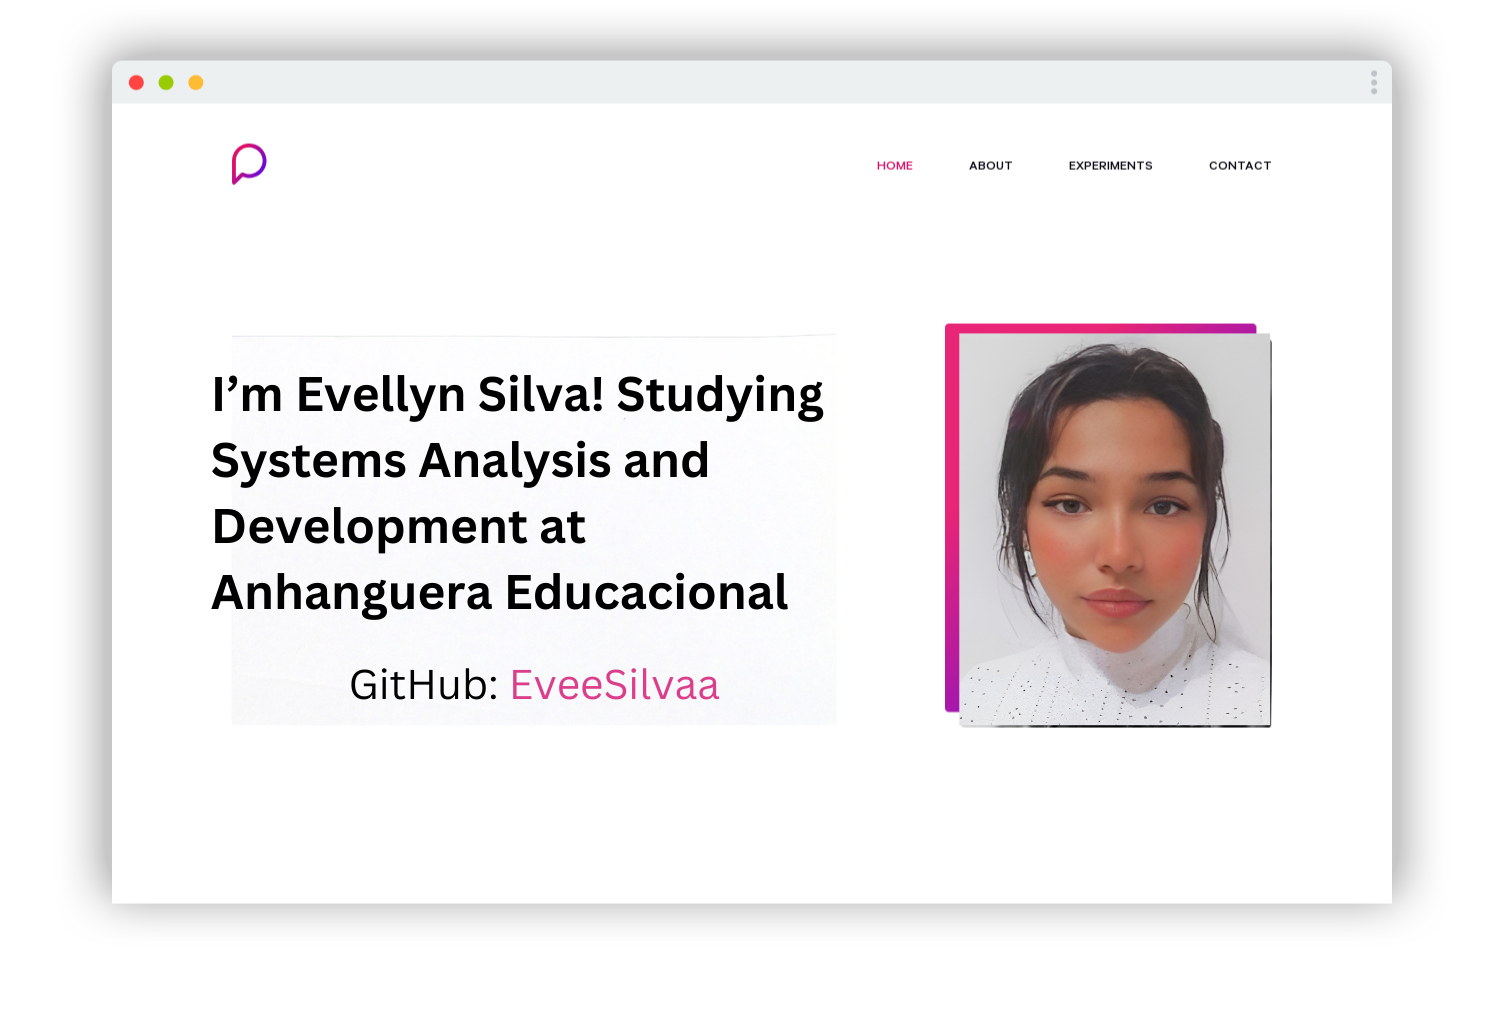 HOME ABOUT EXPERIMENTS CONTACT
I’m Evellyn Silva! Studying
Systems Analysis and
Development at
Anhanguera Educacional
GitHub: EveeSilvaa